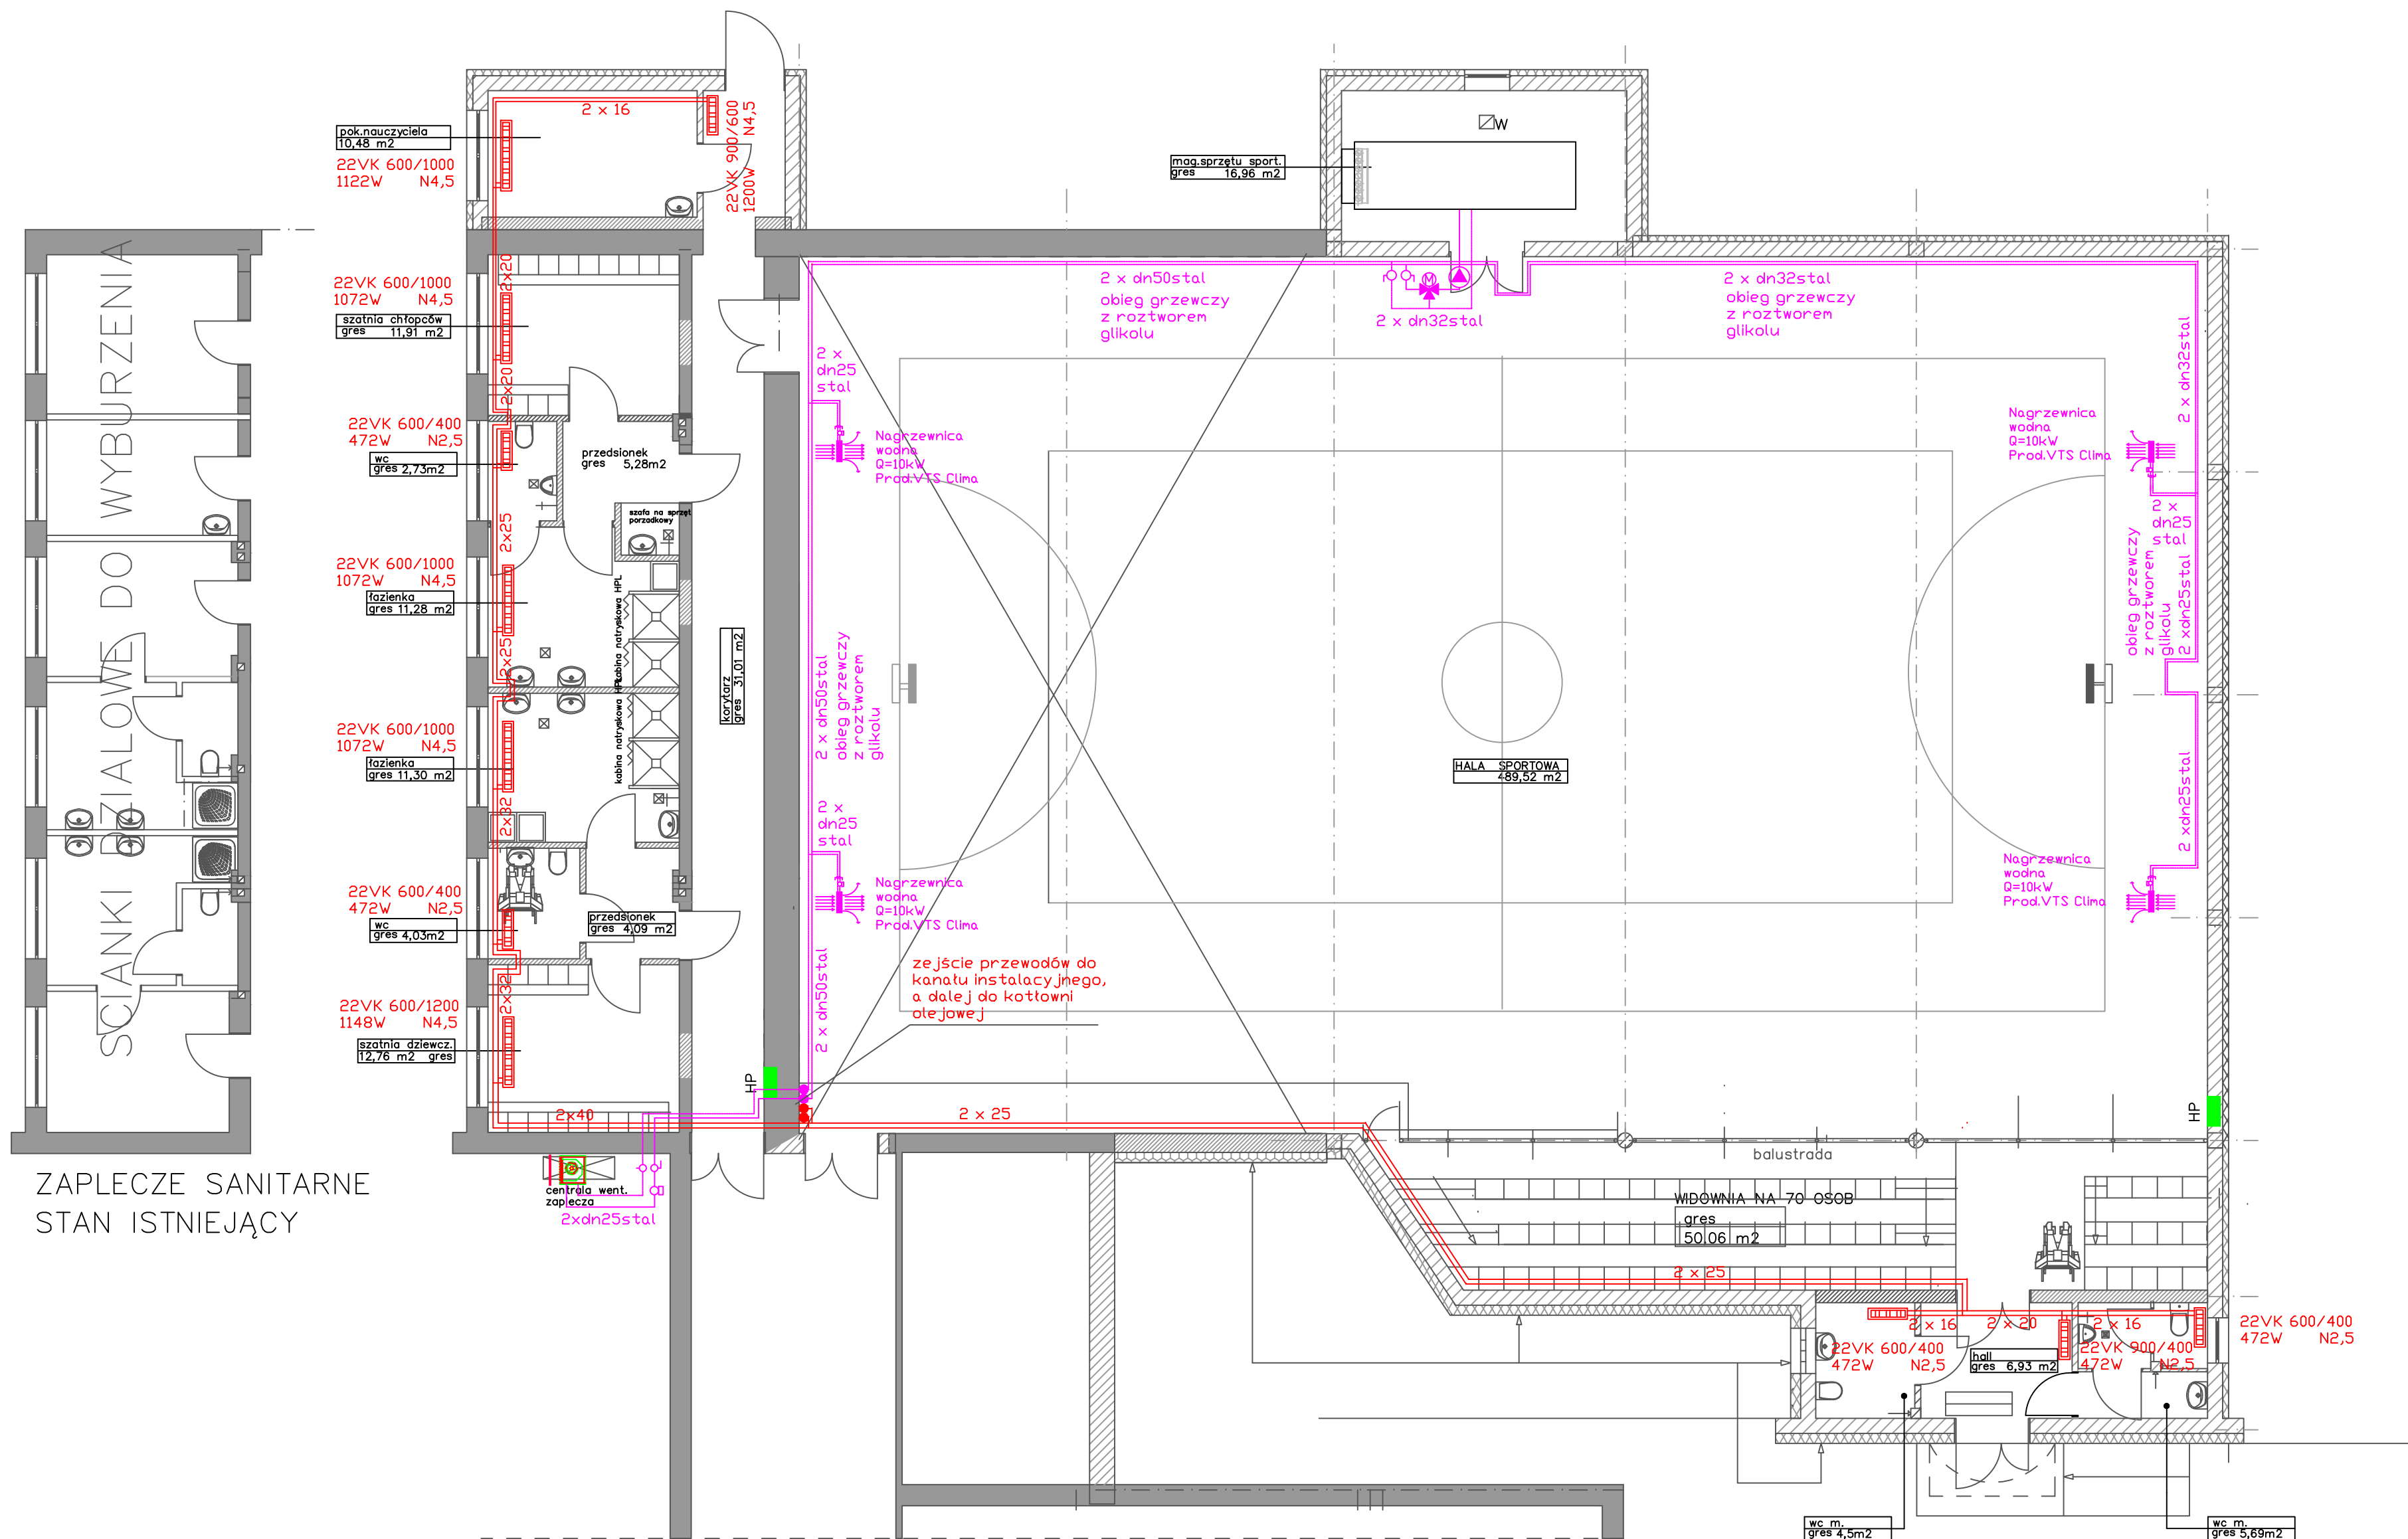 pok.nauczyciela
10,48 m2
22VK 600/1000
1122W N4,5
2 x 16
22VK 900/600
1200W N4,5
2x20
22VK 600/1000
1072W N4,5
szatnia chłopców
gres 11,91 m2
2x20
22VK 600/400
472W N2,5
wc
gres 2,73m2
przedsionek
gres 5,28m2
szafa na sprzęt
porzadkowy
2x25
22VK 600/1000
1072W N4,5
łazienka
gres 11,28 m2
kabina natryskowa HPL
2x25
22VK 600/1000
1072W N4,5
łazienka
gres 11,30 m2
kabina natryskowa HPL
2x32
22VK 600/400
472W N2,5
wc
gres 4,03m2
przedsionek
gres 4,09 m2
22VK 600/1200
1148W N4,5
2x32
szatnia dziewcz.
12,76 m2 gres
2x40
korytarz
gres 31,01 m2
HP
SCIANKI DZIALOWE DO WYBURZENIA
ZAPLECZE SANITARNE
STAN ISTNIEJĄCY
centrala went.
zaplecza
2xdn25stal
mag.sprzętu sport.
gres 16,96 m2
W
2 x dn50stal
obieg grzewczy
z roztworem
glikolu
M
2 x dn32stal
2 x dn32stal
obieg grzewczy
z roztworem
glikolu
2 x
dn25
stal
Nagrzewnica
wodna
Q=10kW
Prod.VTS Clima
2 x dn50stal
obieg grzewczy
z roztworem
glikolu
2 x
dn25
stal
Nagrzewnica
wodna
Q=10kW
Prod.VTS Clima
2 x dn50stal
zejście przewodów do
kanału instalacyjnego,
a dalej do kotłowni
olejowej
2 x 25
HALA SPORTOWA
489,52 m2
2 x dn32stal
Nagrzewnica
wodna
Q=10kW
Prod.VTS Clima
2 x
dn25
stal
obieg grzewczy
z roztworem
glikolu
2 xdn25stal
2 xdn25stal
Nagrzewnica
wodna
Q=10kW
Prod.VTS Clima
HP
balustrada
WIDOWNIA NA 70 OSOB
gres
50.06 m2
2 x 25
2 x 16
2 x 20
2 x 16
22VK 600/400
472W N2,5
hall
gres 6,93 m2
22VK 900/400
472W N2,5
22VK 600/400
472W N2,5
wc m.
gres 4,5m2
wc m.
gres 5,69m2